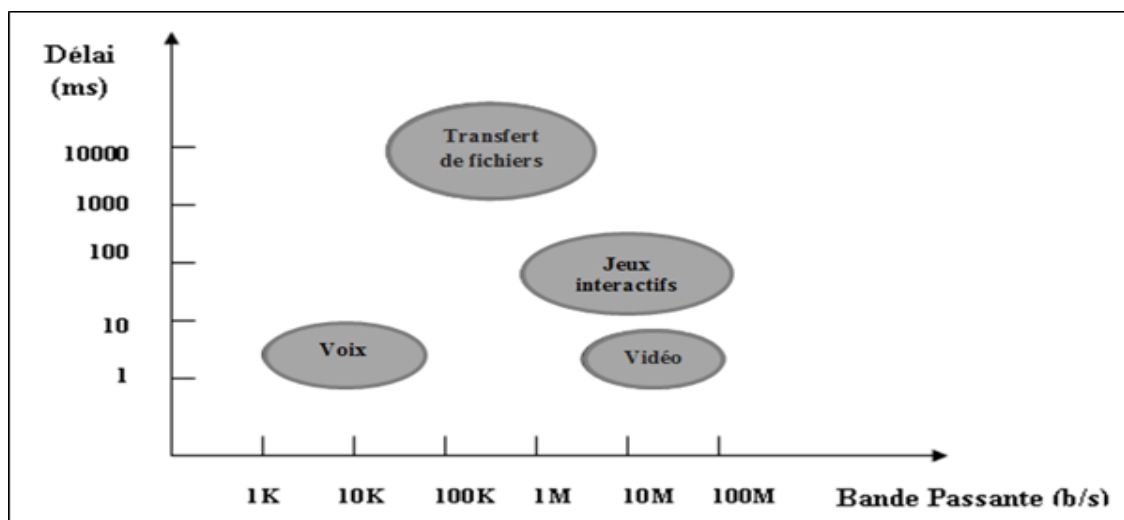 Délai
(ms)
Transfert
de fichiers
10000
1000
100
Jeux
interactifs
10
Voix
Vidéo
1
1K 10K 100K 1M 10M 100M Bande Passante (b/s)